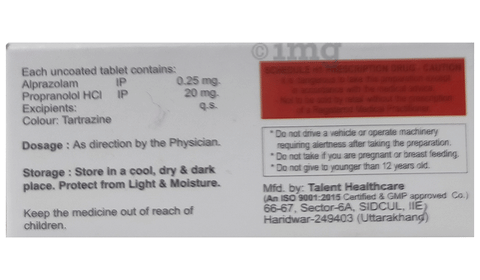 © 1mg
Each uncoated tablet contains:
Alprazolam IP 0.25 mg.
Propranolol HCl IP 20 mg.
Excipients: q.s.
Colour: Tartrazine
Dosage : As direction by the Physician.
Storage : Store in a cool, dry & dark
place. Protect from Light & Moisture.
Keep the medicine out of reach of
children.
SCHEDULE H1 PRESCRIPTION DRUG - CAUTION
* Do not drive a vehicle or operate machinery
requiring alertness after taking the preparation.
* Do not take if you are pregnant or breast feeding.
* Do not give to younger than 12 years old.
Mfd. by: Talent Healthcare
(An ISO 9001:2015 Certified & GMP approved Co.)
66-67, Sector-6A, SIDCUL, IIE,
Haridwar-249403 (Uttarakhand)